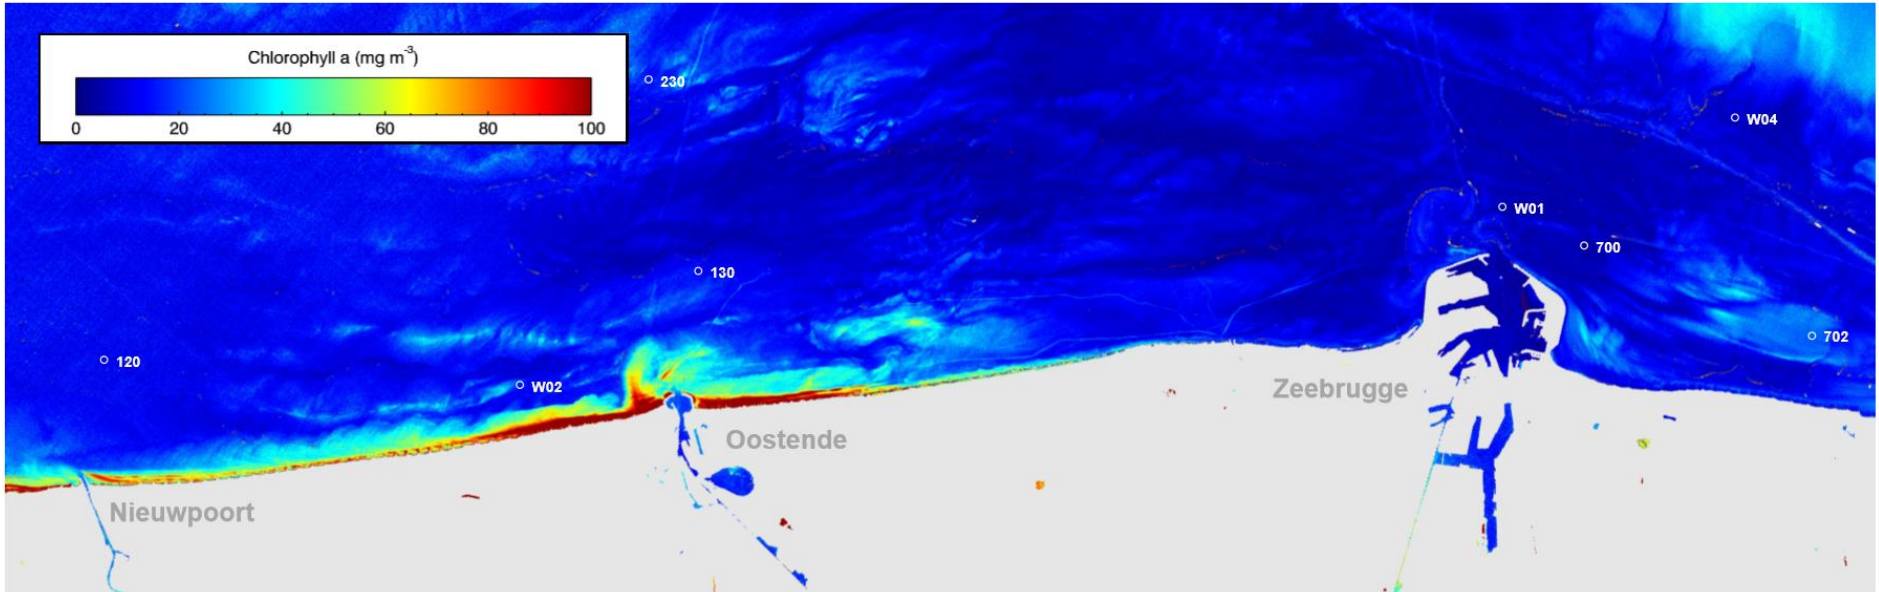 Chlorophyll a (mg m-3)
0 20 40 60 80 100
230
W04
W01
700
130
702
120
W02
Zeebrugge
Oostende
Nieuwpoort